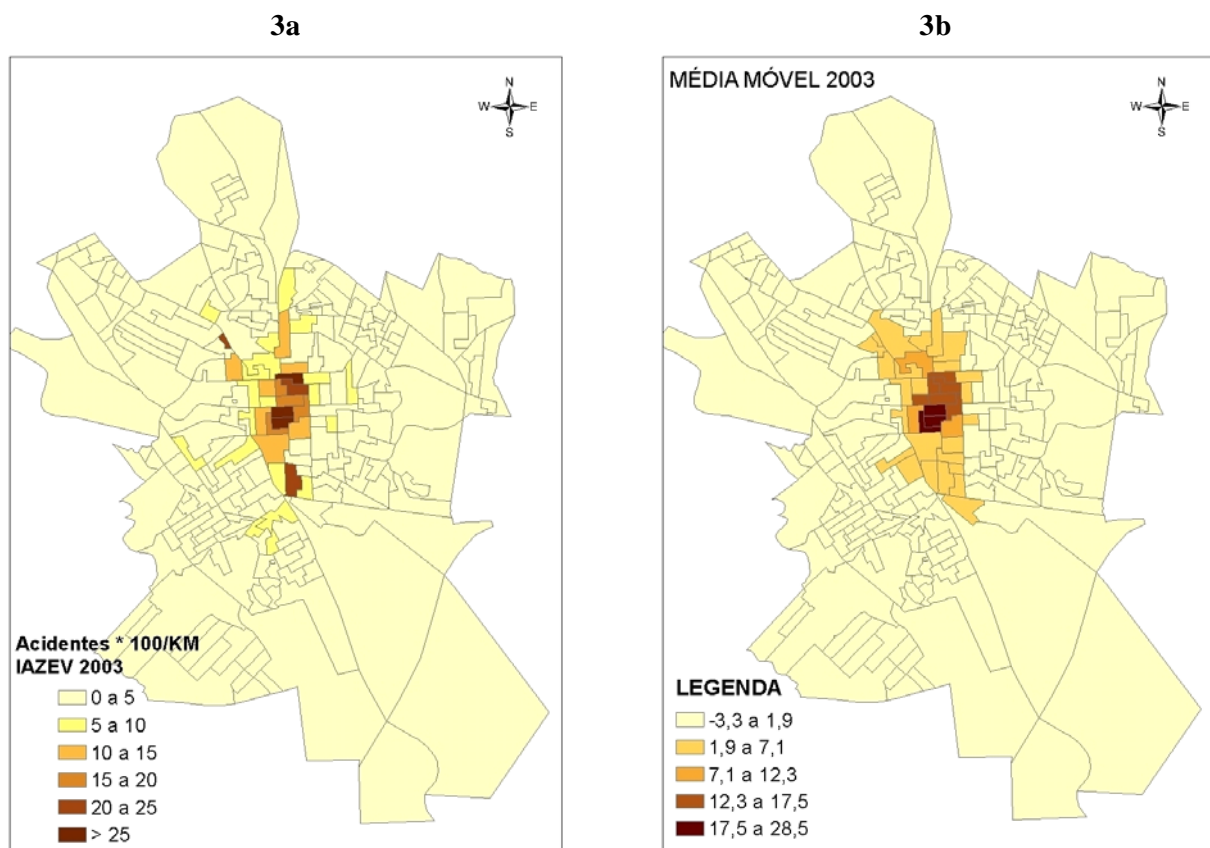 3a
3b
N
W E
S
Acidentes * 100/KM
IAZEV 2003
0 a 5
5 a 10
10 a 15
15 a 20
20 a 25
> 25
MÉDIA MÓVEL 2003
N
W E
S
LEGENDA
-3,3 a 1,9
1,9 a 7,1
7,1 a 12,3
12,3 a 17,5
17,5 a 28,5